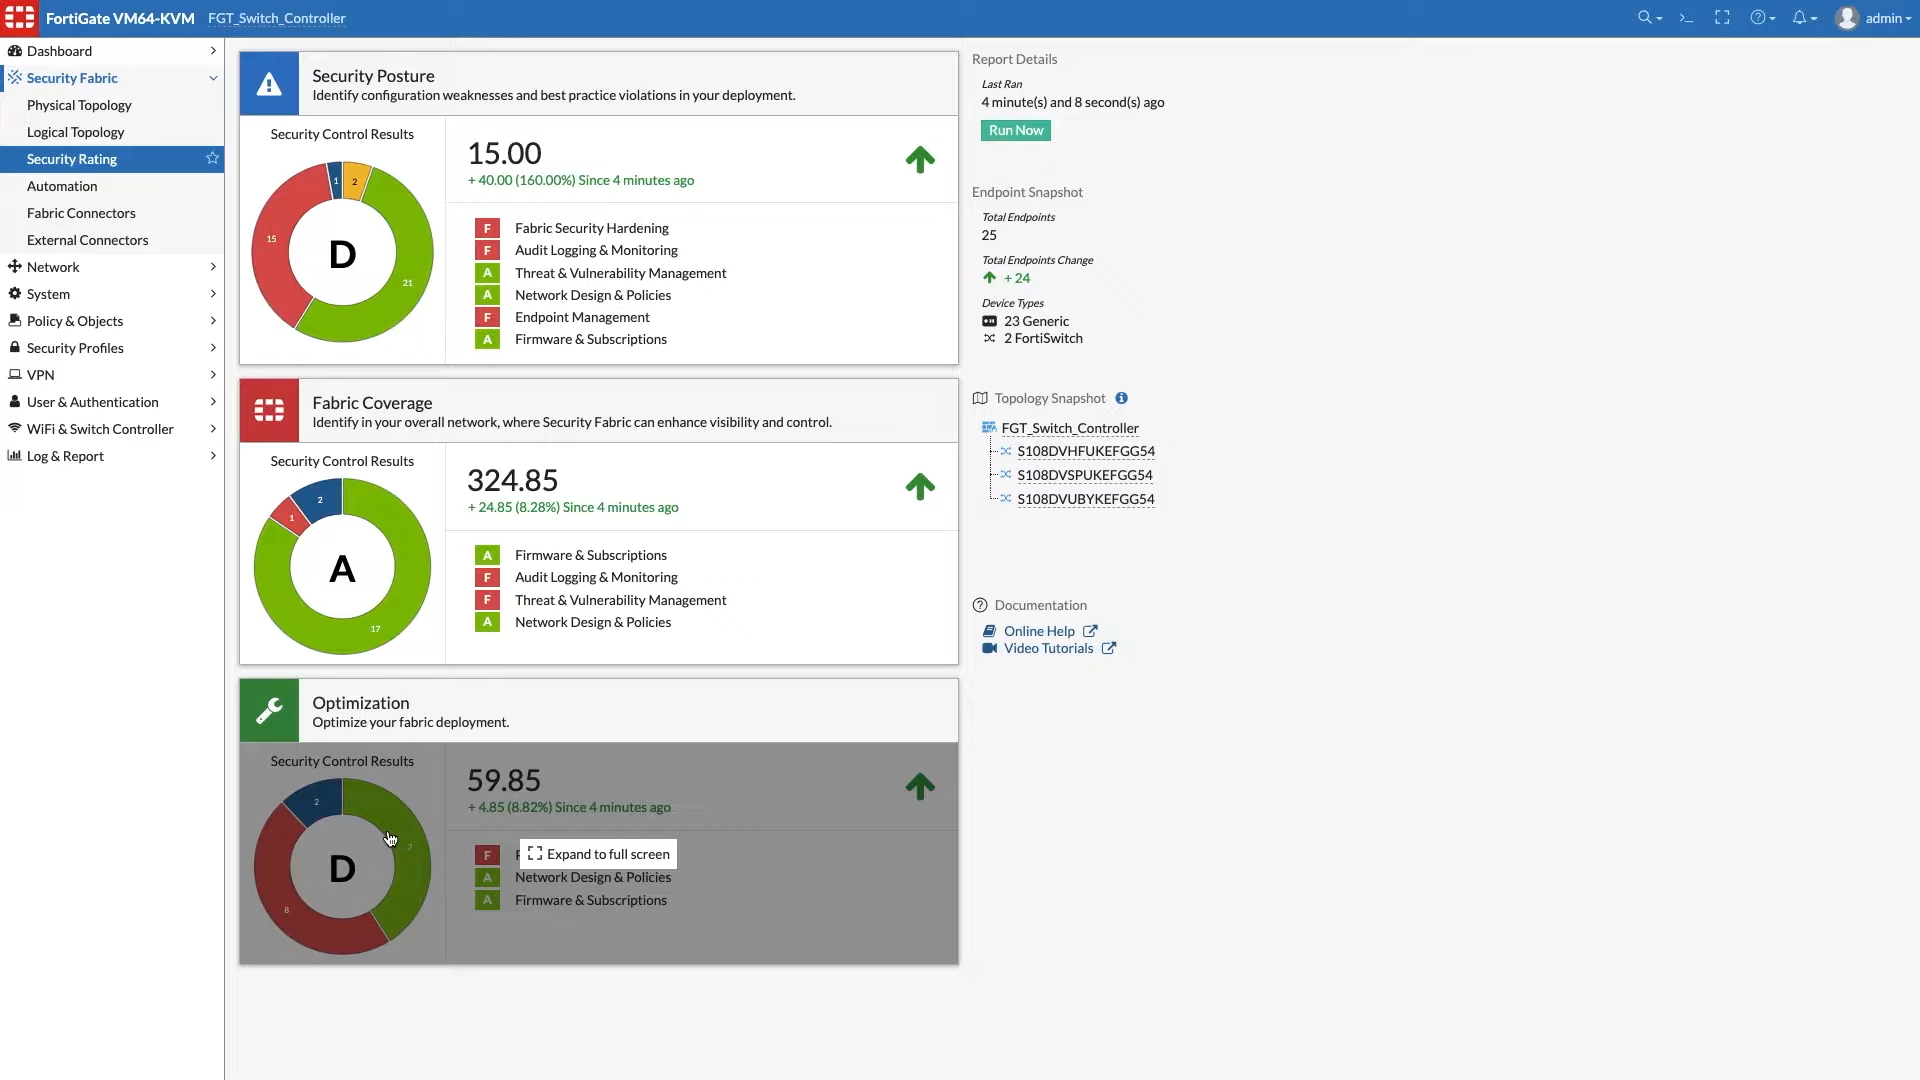 FortiGate VM64-KVM FGT_Switch_Controller
admin
Dashboard
Security Fabric
Physical Topology
Logical Topology
Security Rating
Automation
Fabric Connectors
External Connectors
Network
System
Policy & Objects
Security Profiles
VPN
User & Authentication
WiFi & Switch Controller
Log & Report
Security Posture
Identify configuration weaknesses and best practice violations in your deployment.
Security Control Results
1
2
15
D
21
15.00
+ 40.00 (160.00%) Since 4 minutes ago
F Fabric Security Hardening
F Audit Logging & Monitoring
A Threat & Vulnerability Management
A Network Design & Policies
F Endpoint Management
A Firmware & Subscriptions
Fabric Coverage
Identify in your overall network, where Security Fabric can enhance visibility and control.
Security Control Results
2
1
A
17
324.85
+ 24.85 (8.28%) Since 4 minutes ago
A Firmware & Subscriptions
F Audit Logging & Monitoring
F Threat & Vulnerability Management
A Network Design & Policies
Optimization
Optimize your fabric deployment.
Security Control Results
2
7
D
8
59.85
+ 4.85 (8.82%) Since 4 minutes ago
F
Expand to full screen
A Network Design & Policies
A Firmware & Subscriptions
Report Details
Last Ran
4 minute(s) and 8 second(s) ago
Run Now
Endpoint Snapshot
Total Endpoints
25
Total Endpoints Change
+ 24
Device Types
23 Generic
2 FortiSwitch
Topology Snapshot
FGT_Switch_Controller
S108DVHFUKEFGG54
S108DVSPUKEFGG54
S108DVUBYKEFGG54
Documentation
Online Help
Video Tutorials